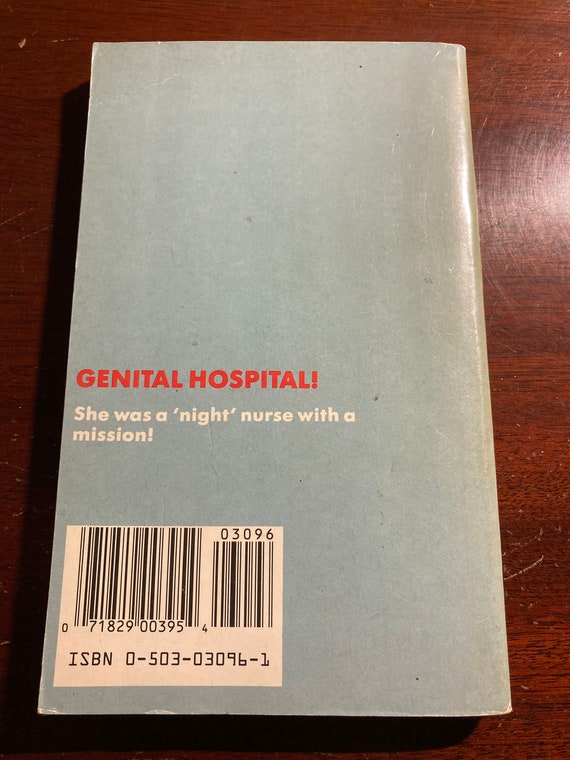 GENITAL HOSPITAL!
She was a ‘night‘ nurse with a
mission!
03096
0 71829 00395 4
ISBN 0-503-03096-1